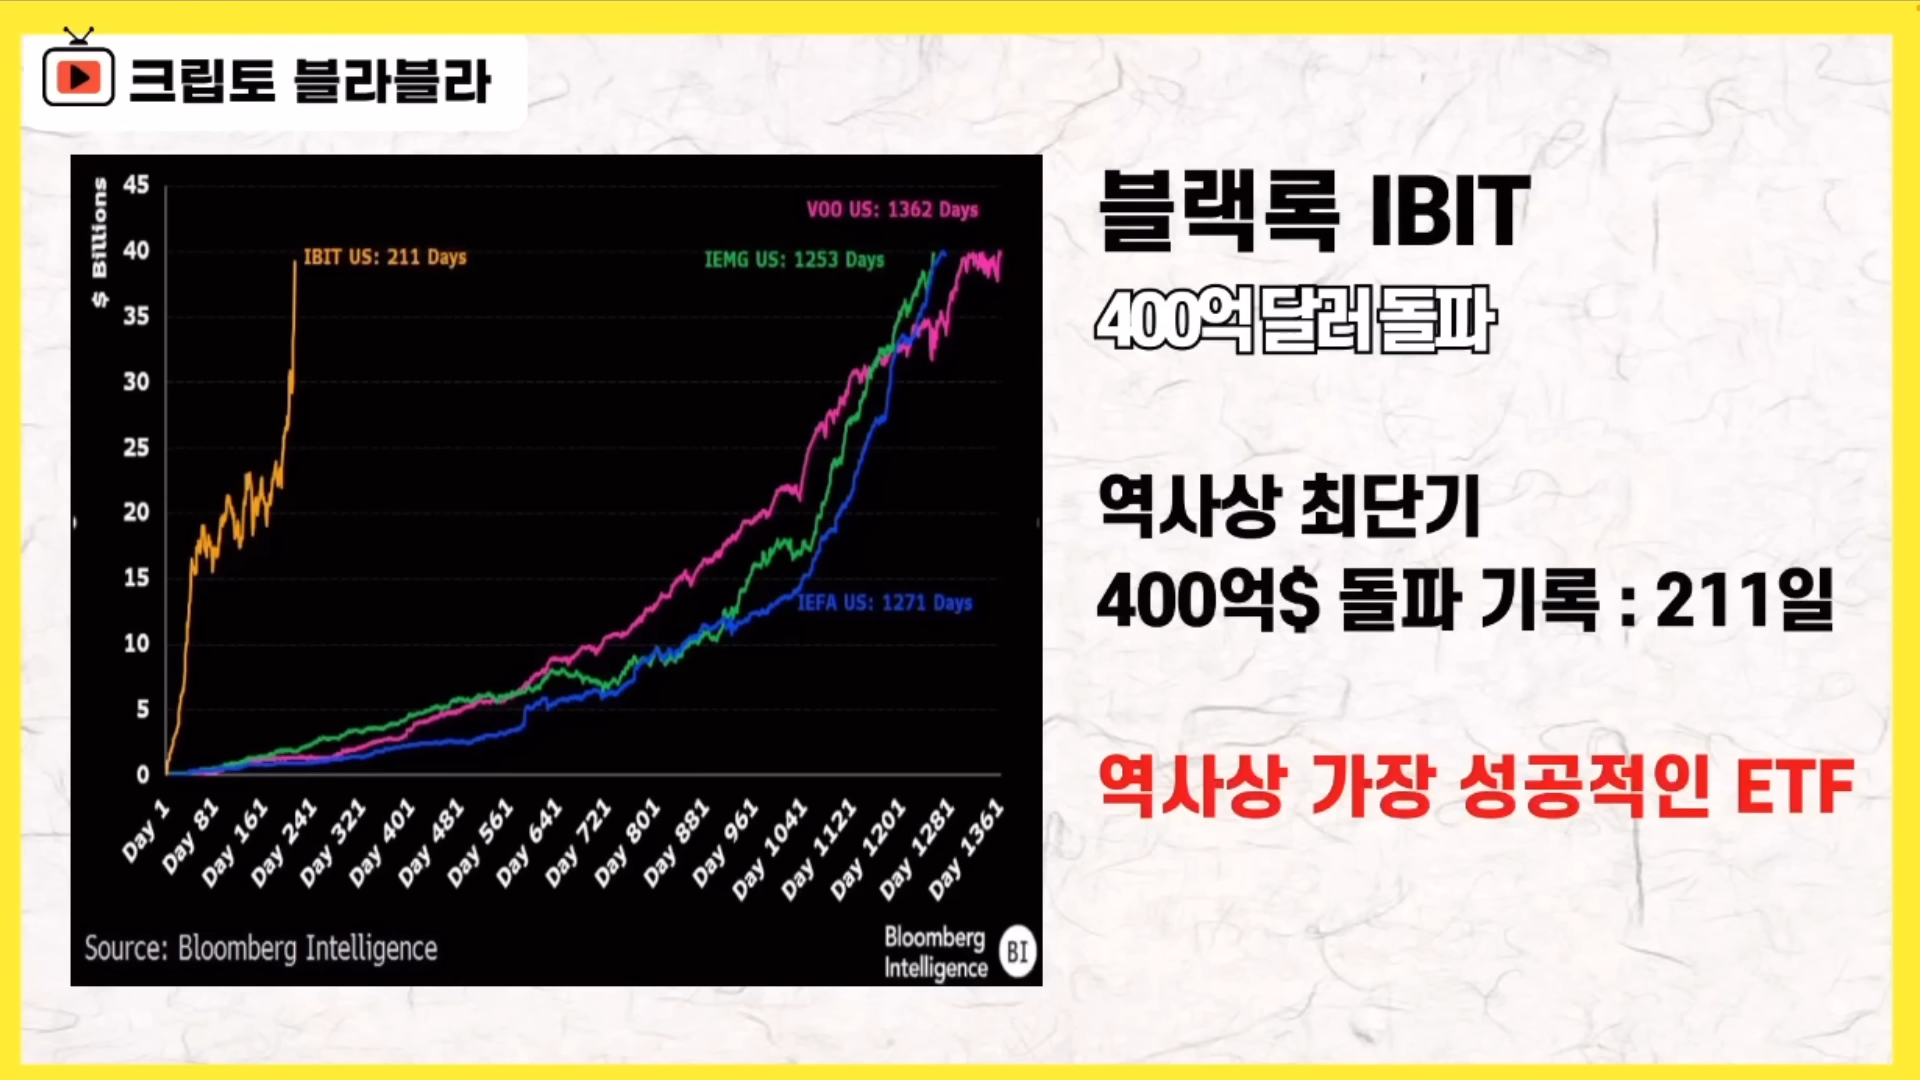 크립토 블라블라
블랙록 IBIT
400억 달러 돌파
역사상 최단기
400억$ 돌파 기록 : 211일
역사상 가장 성공적인 ETF
$ Billions
45
40
35
30
25
20
15
10
5
0
VOO US: 1362 Days
IBIT US: 211 Days
IEMG US: 1253 Days
IEFA US: 1271 Days
Day 1
Day 81
Day 161
Day 241
Day 321
Day 401
Day 481
Day 561
Day 641
Day 721
Day 801
Day 881
Day 961
Day 1041
Day 1121
Day 1201
Day 1281
Day 1361
Source: Bloomberg Intelligence
Bloomberg
Intelligence
BI